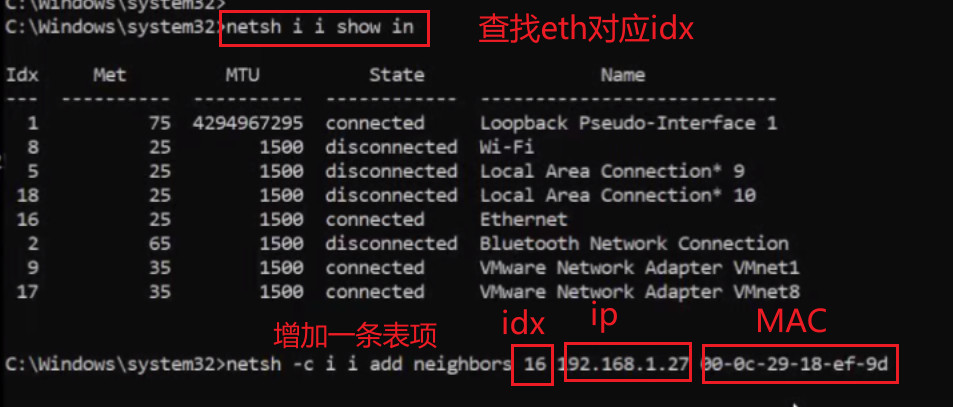 C:\Windows\system32>
C:\Windows\system32>netsh i i show in 查找eth对应idx
Idx Met MTU State Name
--- ---------- ---------- ------------ ---------------------------
1 75 4294967295 connected Loopback Pseudo-Interface 1
8 25 1500 disconnected Wi-Fi
5 25 1500 disconnected Local Area Connection* 9
18 25 1500 disconnected Local Area Connection* 10
16 25 1500 connected Ethernet
2 65 1500 disconnected Bluetooth Network Connection
9 35 1500 connected VMware Network Adapter VMnet1
17 35 1500 connected VMware Network Adapter VMnet8
增加一条表项 idx ip MAC
C:\Windows\system32>netsh -c i i add neighbors 16 192.168.1.27 00-0c-29-18-ef-9d